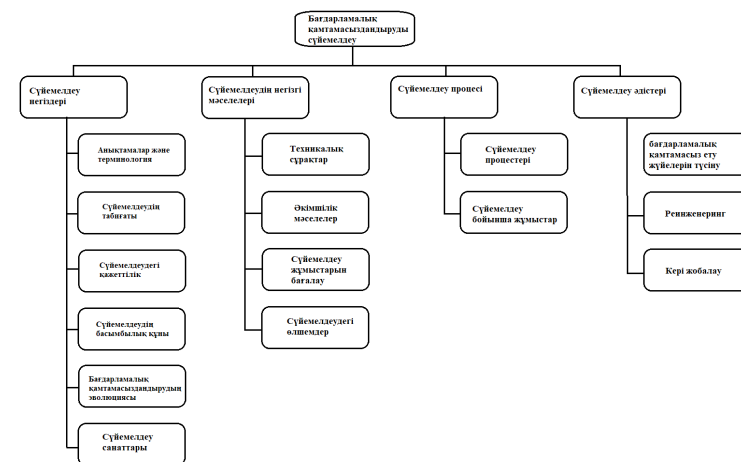 Бағдарламалық
қамтамасыздандыруды
сүйемелдеу
Сүйемелдеу
негіздері
Анықтамалар және
терминология
Сүйемелдеудің
табиғаты
Сүйемелдеудегі
қажеттілік
Сүйемелдеудің
басымбылық құны
Бағдарламалық
қамтамасыздандырудың
эволюциясы
Сүйемелдеу
санаттары
Сүйемелдеудің негізгі
мәселелері
Техникалық
сұрақтар
Әкімшілік
мәселелер
Сүйемелдеу
жұмыстарын
бағалау
Сүйемелдеудегі
өлшемдер
Сүйемелдеу процесі
Сүйемелдеу
процестері
Сүйемелдеу
бойынша жұмыстар
Сүйемелдеу әдістері
бағдарламалық
қамтамасыз ету
жүйелерін түсіну
Реинженеринг
Кері жобалау